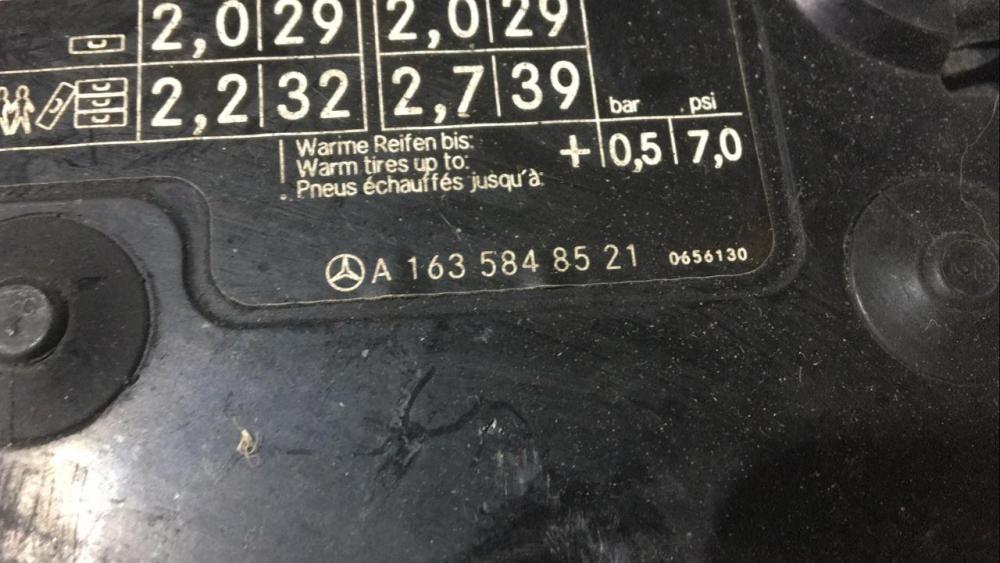 2,0 29 2,0 29
2,2 32 2,7 39
bar psi
Warme Reifen bis:
Warm tires up to:
Pneus échauffés jusqu'à:
+ 0,5 7,0
A 163 584 85 21 0656130